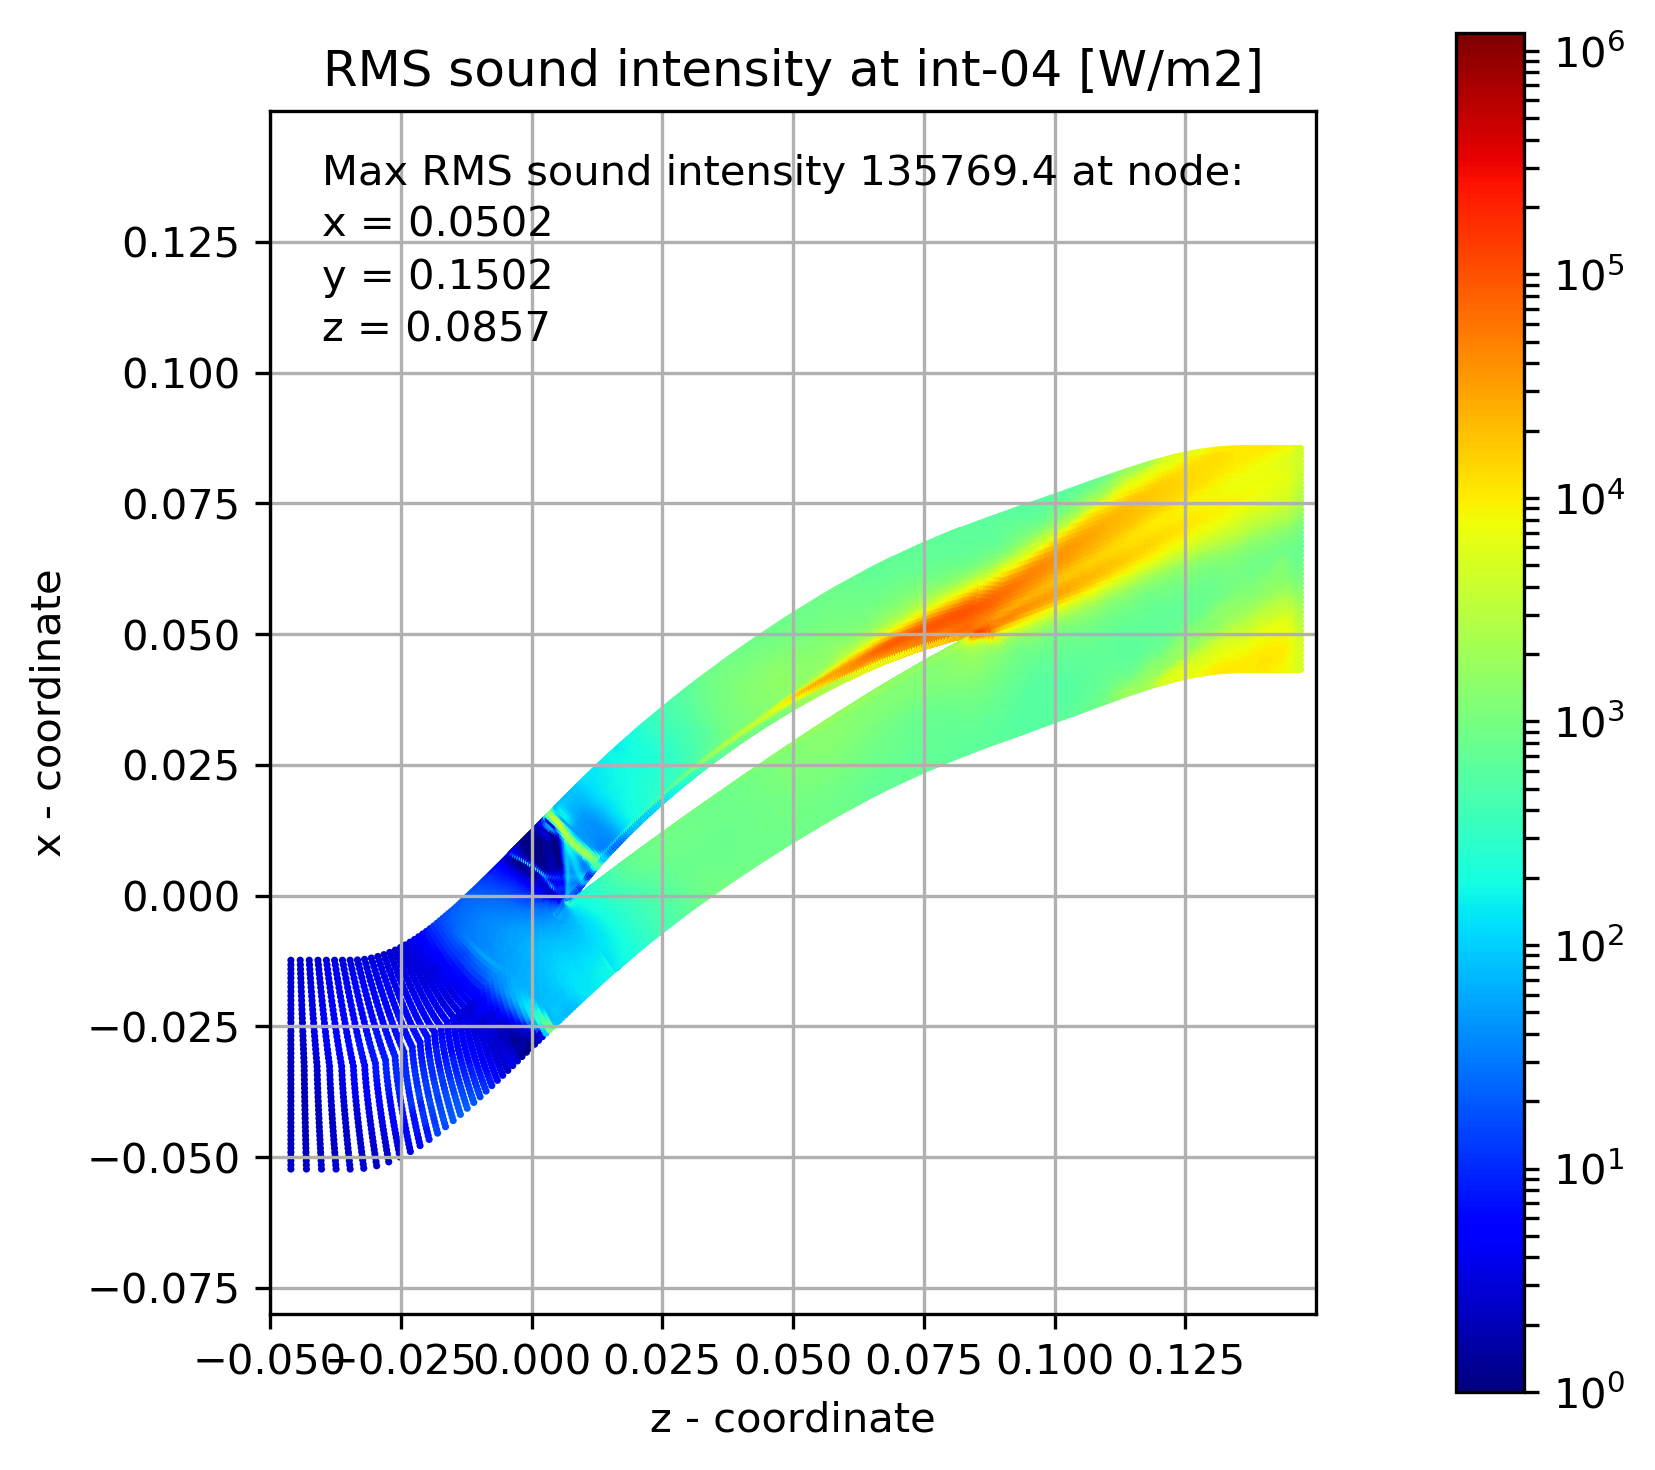 RMS sound intensity at int-04 [W/m2]
Max RMS sound intensity 135769.4 at node:
x = 0.0502
y = 0.1502
z = 0.0857
0.125
0.100
0.075
0.050
0.025
0.000
−0.025
−0.050
−0.075
x - coordinate
−0.050 −0.025 0.000 0.025 0.050 0.075 0.100 0.125
z - coordinate
10⁶
10⁵
10⁴
10³
10²
10¹
10⁰